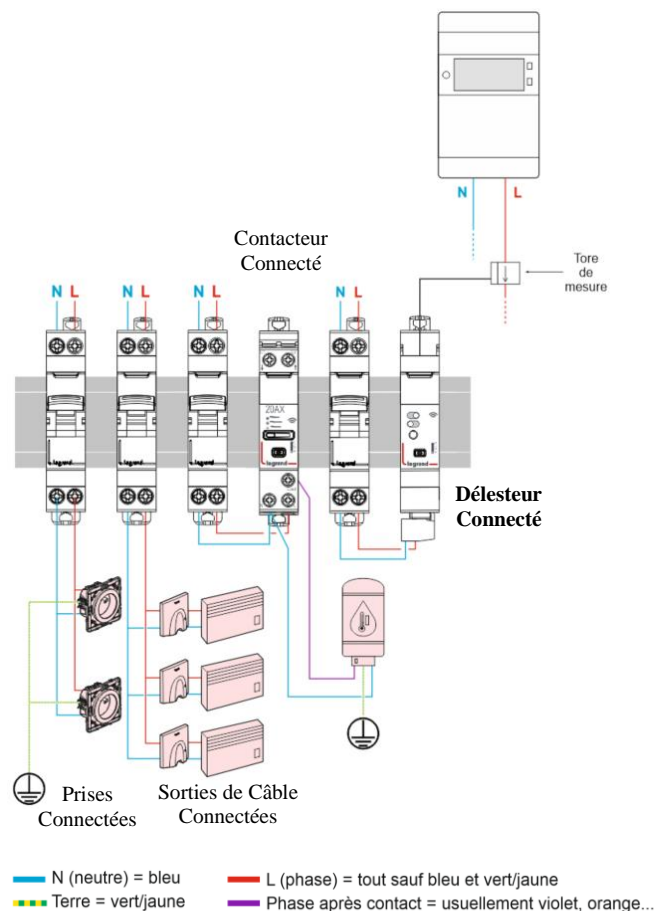 N L
Contacteur
Connecté
Tore
de
mesure
N L N L N L N L
20AX
legrand legrand legrand legrand legrand legrand
Délesteur
Connecté
Prises
Connectées
Sorties de Câble
Connectées
N (neutre) = bleu
L (phase) = tout sauf bleu et vert/jaune
Terre = vert/jaune
Phase après contact = usuellement violet, orange...